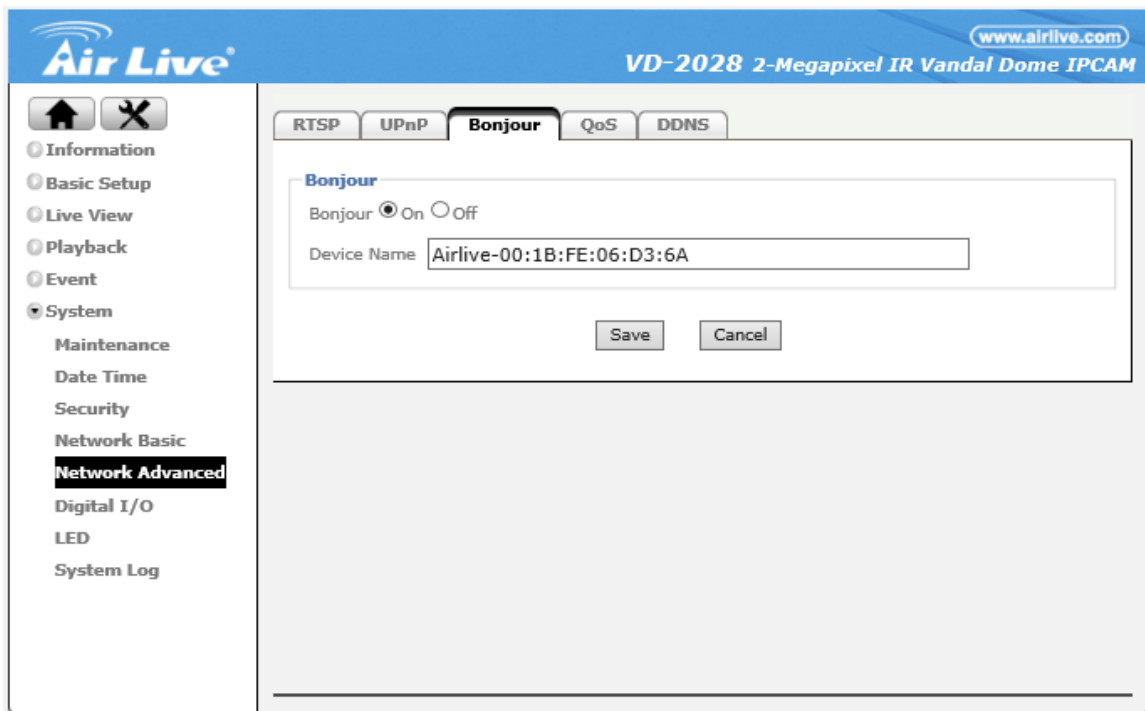 Air Live®
www.airlive.com
VD-2028 2-Megapixel IR Vandal Dome IPCAM
Information
Basic Setup
Live View
Playback
Event
System
Maintenance
Date Time
Security
Network Basic
Network Advanced
Digital I/O
LED
System Log
RTSP UPnP Bonjour QoS DDNS
Bonjour
Bonjour On Off
Device Name Airlive-00:1B:FE:06:D3:6A
Save Cancel